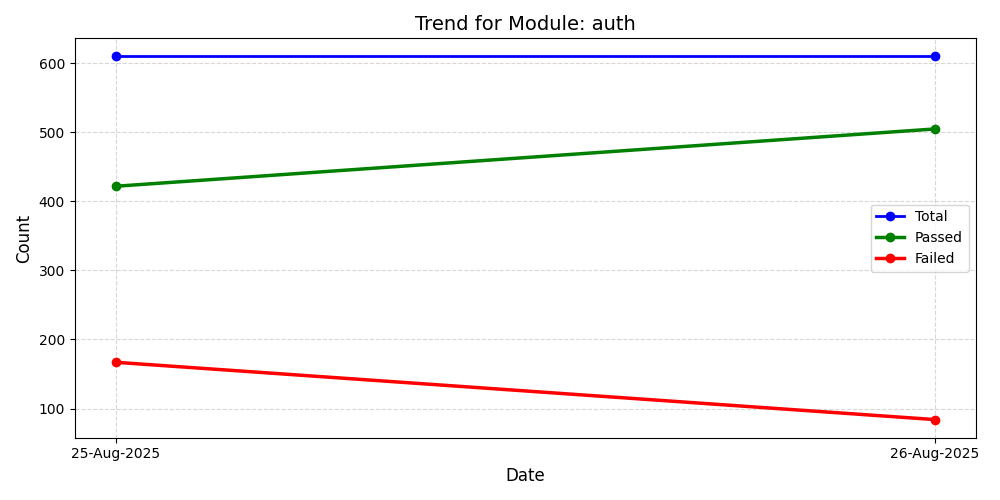 Trend for Module: auth
600
500
400
300
200
100
Count
Total
Passed
Failed
25-Aug-2025
26-Aug-2025
Date